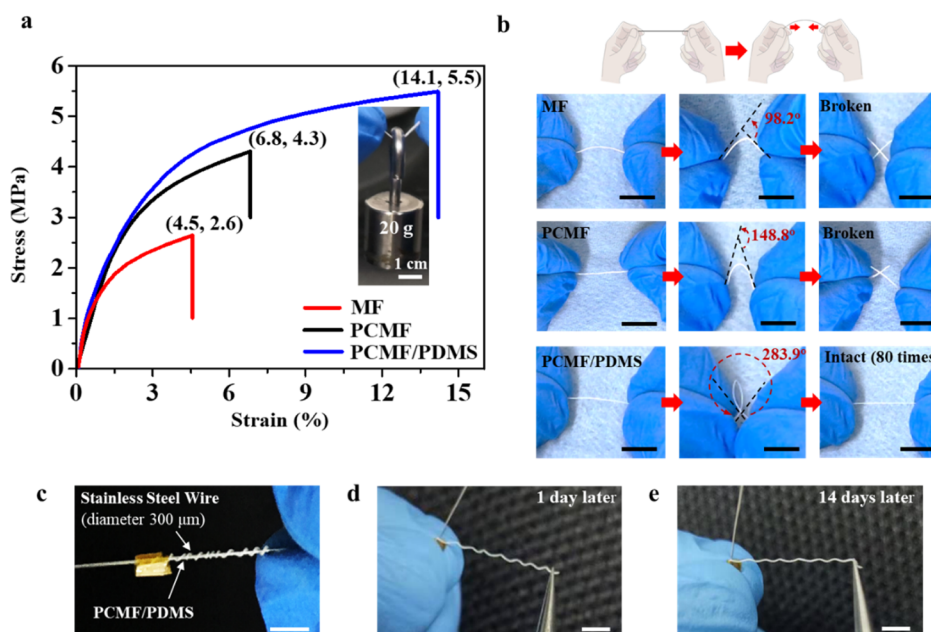 a
(14.1, 5.5)
(6.8, 4.3)
(4.5, 2.6)
20 g
1 cm
MF
PCMF
PCMF/PDMS
6
5
4
3
2
1
0
0 3 6 9 12 15
Stress (MPa)
Strain (%)
b
MF
98.2°
Broken
PCMF
148.8°
Broken
PCMF/PDMS
283.9°
Intact (80 times
c
Stainless Steel Wire
(diameter 300 μm)
PCMF/PDMS
d
1 day later
e
14 days later